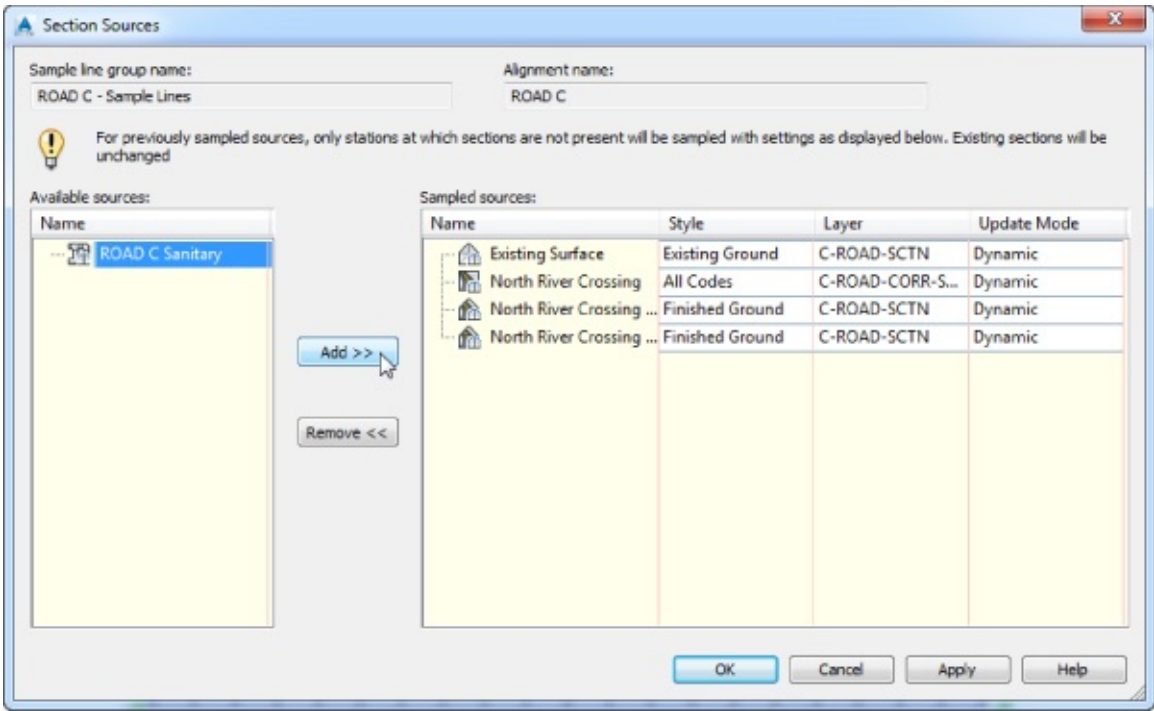 Section Sources
Sample line group name:
Alignment name:
ROAD C - Sample Lines
ROAD C
For previously sampled sources, only stations at which sections are not present will be sampled with settings as displayed below. Existing sections will be
unchanged
Available sources:
Sampled sources:
Name
Name Style Layer Update Mode
ROAD C Sanitary
Existing Surface Existing Ground C-ROAD-SCTN Dynamic
North River Crossing All Codes C-ROAD-CORR-S... Dynamic
North River Crossing ... Finished Ground C-ROAD-SCTN Dynamic
North River Crossing ... Finished Ground C-ROAD-SCTN Dynamic
Add >>
Remove <<
OK Cancel Apply Help